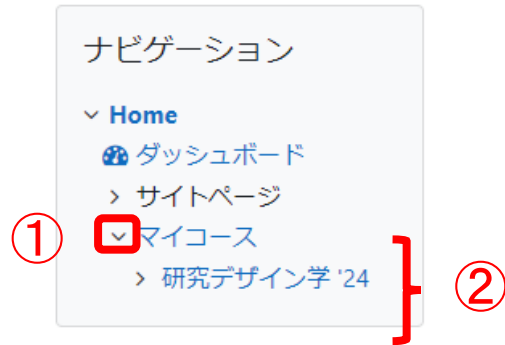 ナビゲーション
Home
ダッシュボード
サイトページ
① マイコース
研究デザイン学 '24
②